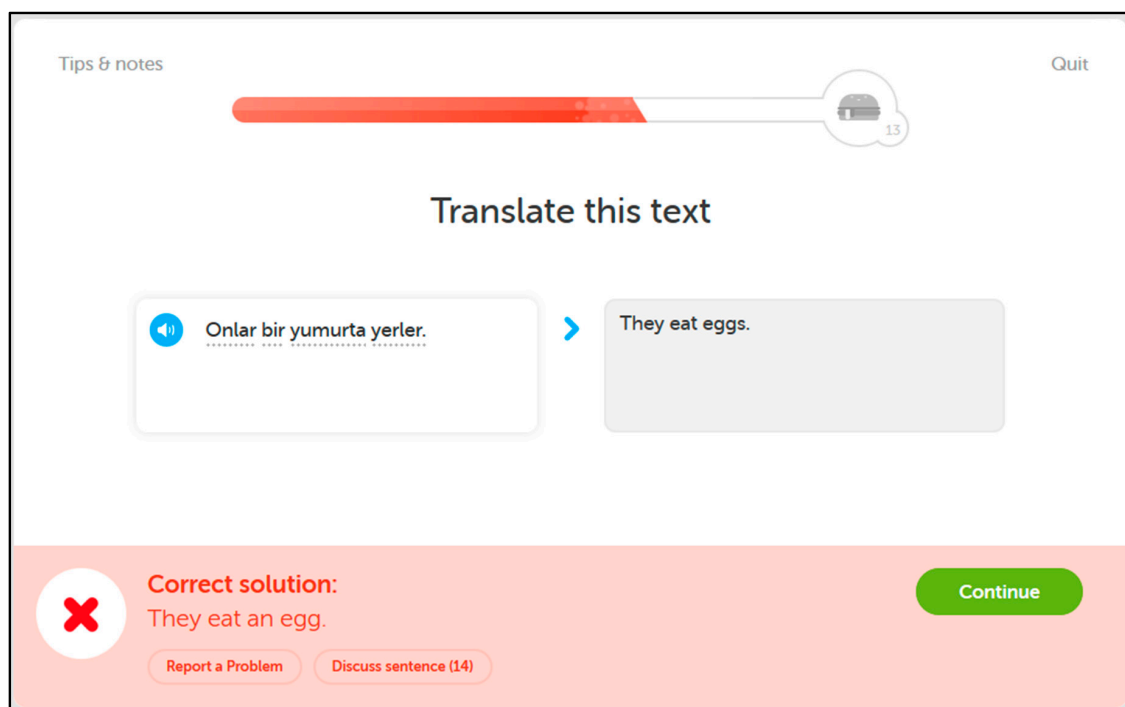 Tips & notes
Quit
13
Translate this text
Onlar bir yumurta yerler.
They eat eggs.
Correct solution:
They eat an egg.
Continue
Report a Problem
Discuss sentence (14)